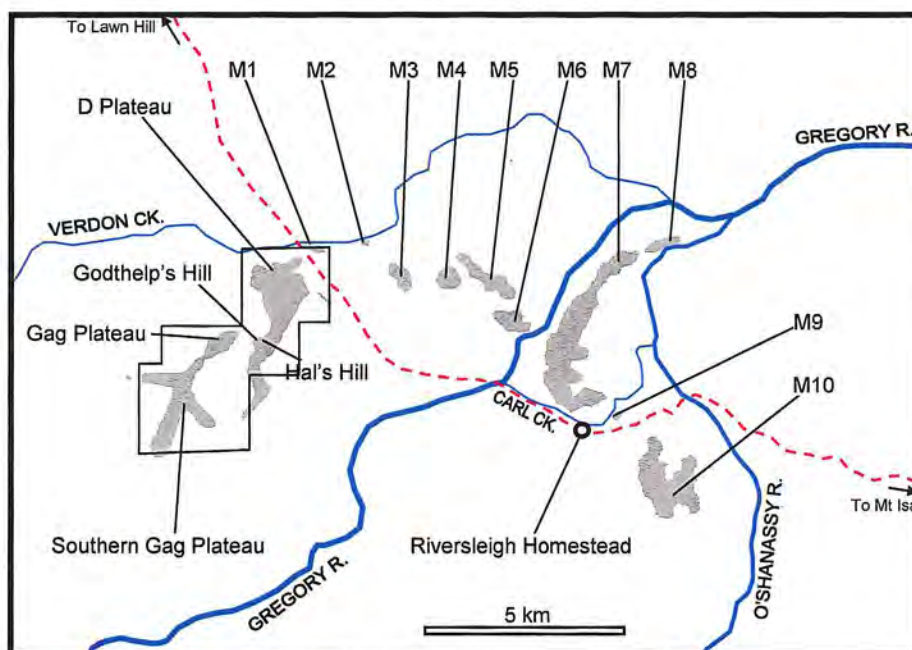 To Lawn Hill
M1
M2
M3
M4
M5
M6
M7
M8
D Plateau
GREGORY R.
VERDON CK.
Godthelp's Hill
Gag Plateau
Hal's Hill
M9
M10
CARL CK.
To Mt Isa
Southern Gag Plateau
Riversleigh Homestead
O'SHANASSY R.
GREGORY R.
5 km